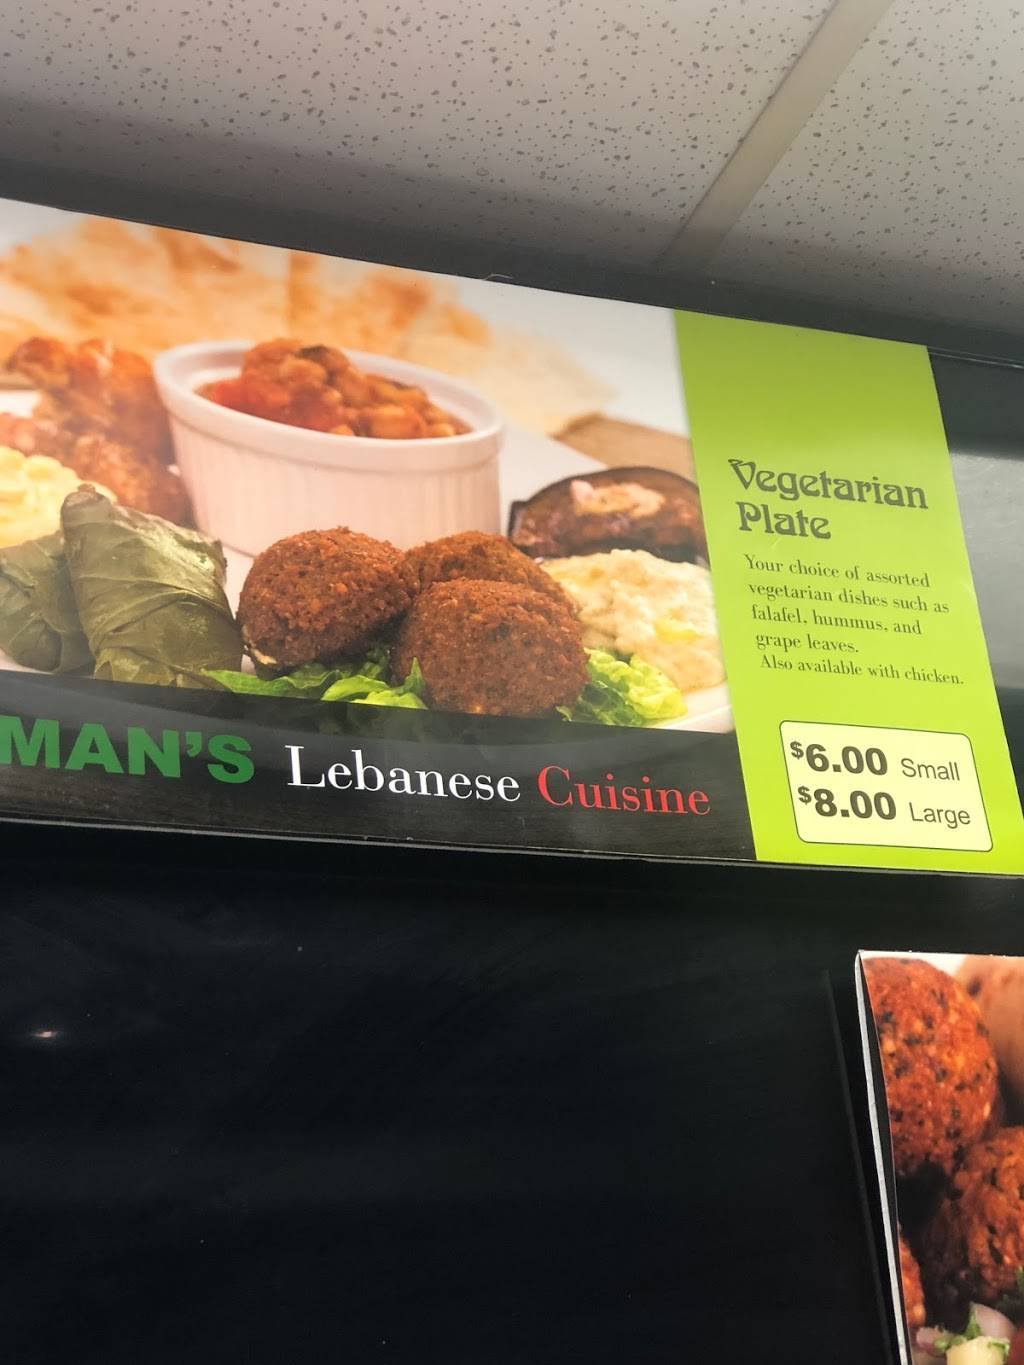 Vegetarian
Plate
Your choice of assorted
vegetarian dishes such as
falafel, hummus, and
grape leaves.
Also available with chicken.
$6.00 Small
$8.00 Large
MAN'S Lebanese Cuisine